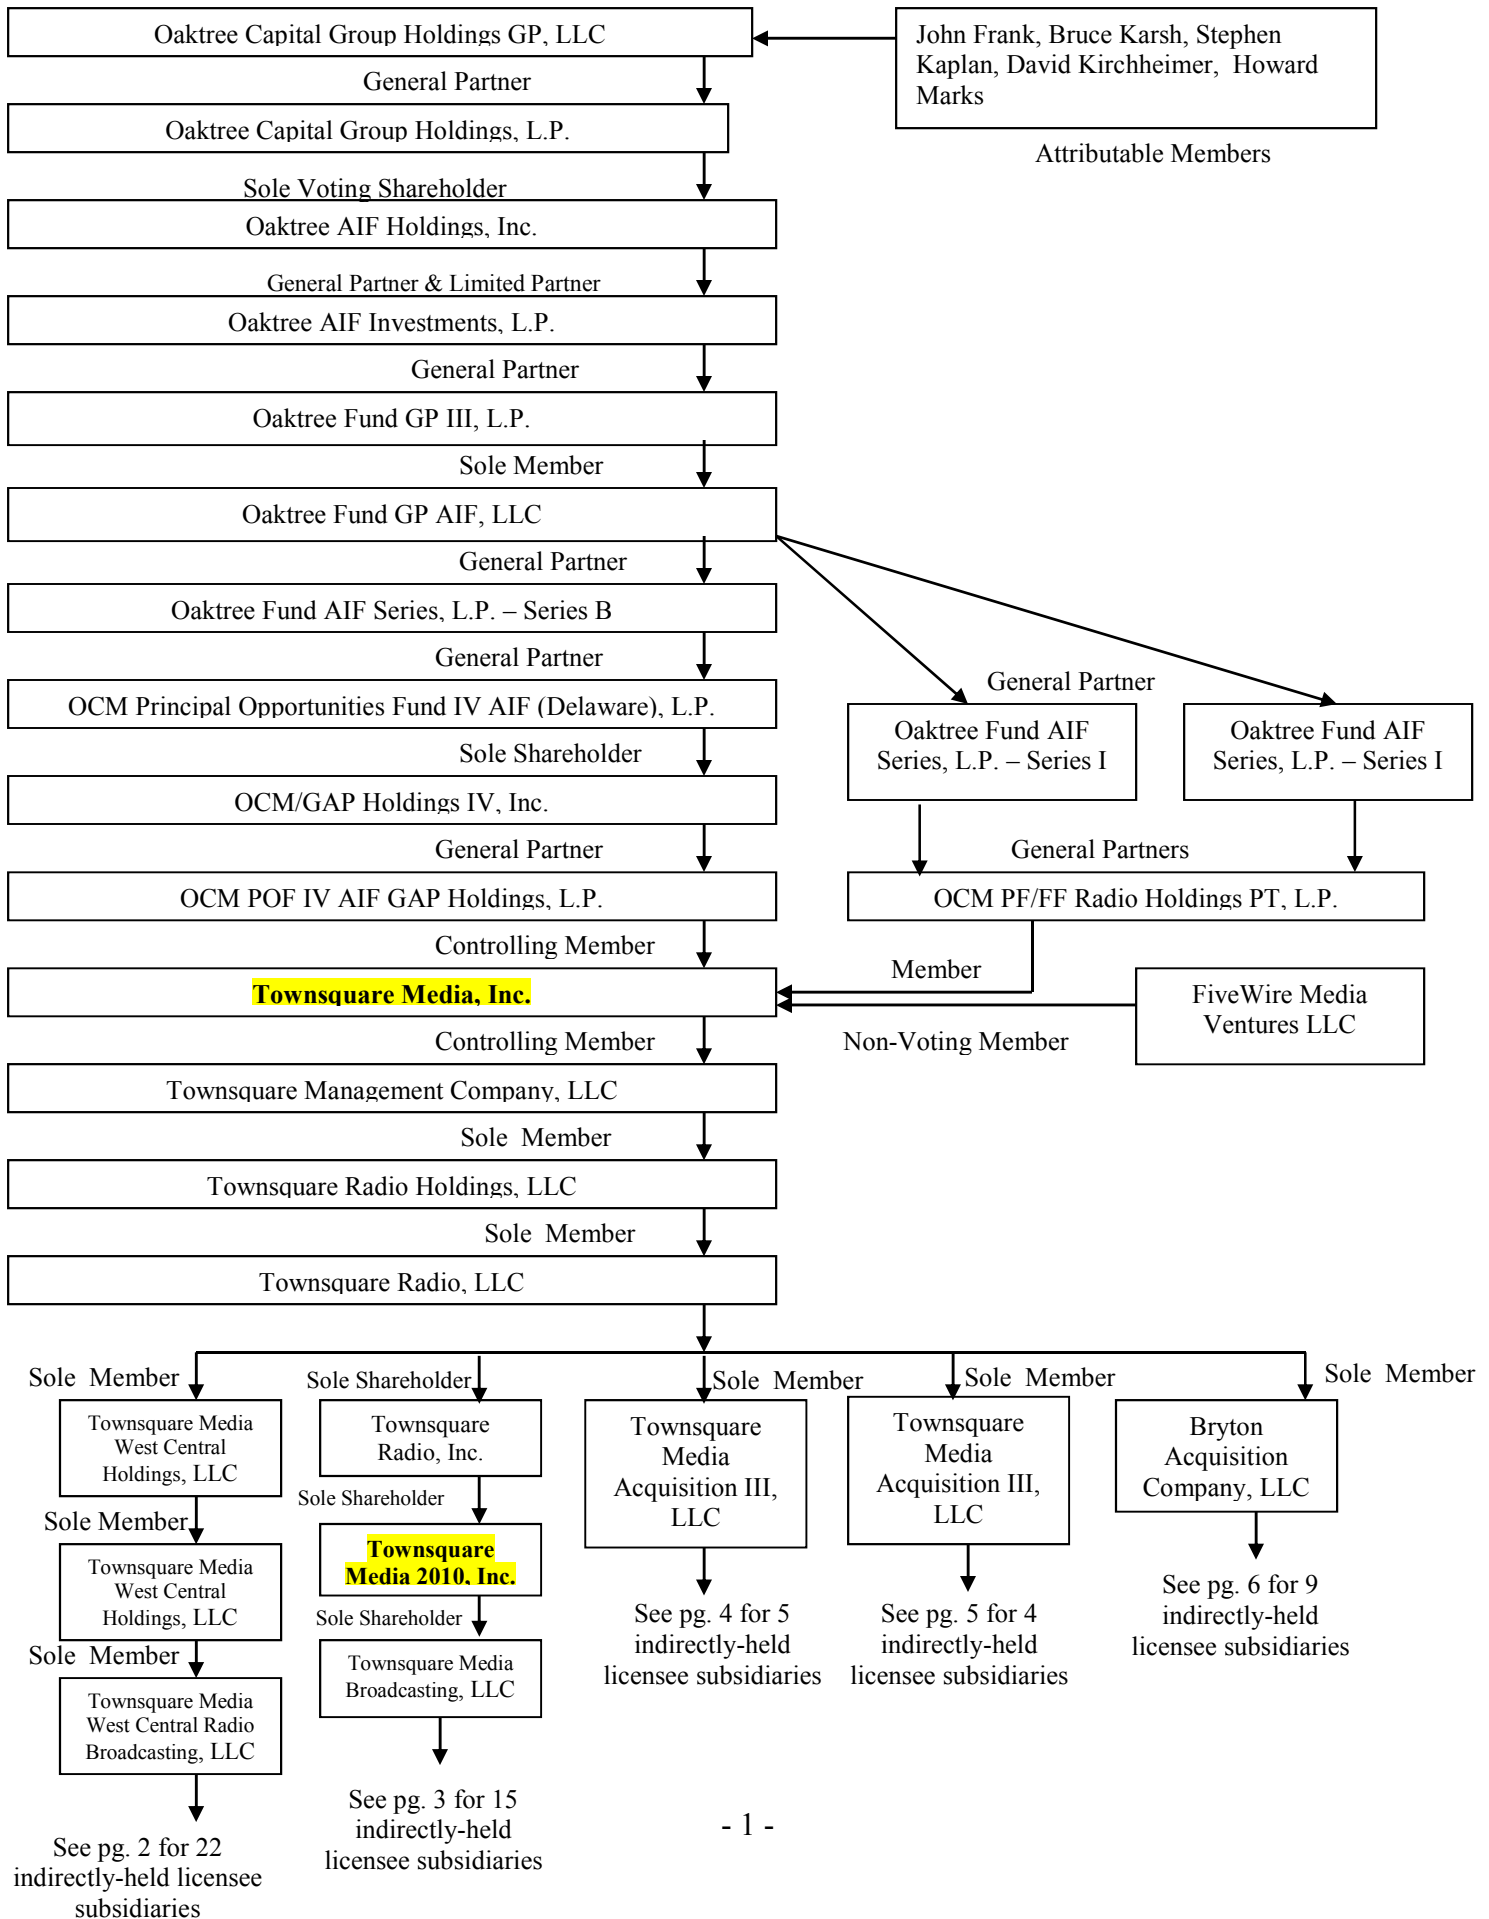 Oaktree Capital Group Holdings GP, LLC
John Frank, Bruce Karsh, Stephen
Kaplan, David Kirchheimer, Howard
Marks
Attributable Members
General Partner
Oaktree Capital Group Holdings, L.P.
Sole Voting Shareholder
Oaktree AIF Holdings, Inc.
General Partner & Limited Partner
Oaktree AIF Investments, L.P.
General Partner
Oaktree Fund GP III, L.P.
Sole Member
Oaktree Fund GP AIF, LLC
General Partner
Oaktree Fund AIF Series, L.P. – Series B
General Partner
OCM Principal Opportunities Fund IV AIF (Delaware), L.P.
Sole Shareholder
OCM/GAP Holdings IV, Inc.
General Partner
OCM POF IV AIF GAP Holdings, L.P.
Controlling Member
General Partner
Oaktree Fund AIF
Series, L.P. – Series I
Oaktree Fund AIF
Series, L.P. – Series I
General Partners
OCM PF/FF Radio Holdings PT, L.P.
Member
Townsquare Media, Inc.
FiveWire Media
Ventures LLC
Non-Voting Member
Controlling Member
Townsquare Management Company, LLC
Sole Member
Townsquare Radio Holdings, LLC
Sole Member
Townsquare Radio, LLC
Sole Member
Townsquare Media
West Central
Holdings, LLC
Sole Member
Townsquare Media
West Central
Holdings, LLC
Sole Member
Townsquare Media
West Central Radio
Broadcasting, LLC
See pg. 2 for 22
indirectly-held licensee
subsidiaries
Sole Shareholder
Townsquare
Radio, Inc.
Sole Shareholder
Townsquare
Media 2010, Inc.
Sole Shareholder
Townsquare Media
Broadcasting, LLC
See pg. 3 for 15
indirectly-held
licensee subsidiaries
Sole Member
Townsquare
Media
Acquisition III,
LLC
See pg. 4 for 5
indirectly-held
licensee subsidiaries
Sole Member
Townsquare
Media
Acquisition III,
LLC
See pg. 5 for 4
indirectly-held
licensee subsidiaries
Sole Member
Bryton
Acquisition
Company, LLC
See pg. 6 for 9
indirectly-held
licensee subsidiaries
- 1 -